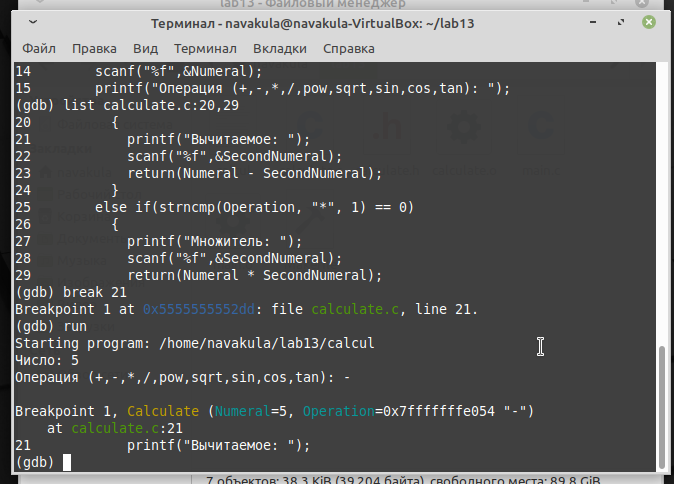 lab13 - Файловый менеджер
Терминал - navakula@navakula-VirtualBox: ~/lab13
Файл Правка Вид Терминал Вкладки Справка
14        scanf("%f",&Numeral);
15        printf("Операция (+,-,*,/,pow,sqrt,sin,cos,tan): ");
(gdb) list calculate.c:20,29
20          {
21            printf("Вычитаемое: ");
22            scanf("%f",&SecondNumeral);
23            return(Numeral - SecondNumeral);
24          }
25        else if(strncmp(Operation, "*", 1) == 0)
26          {
27            printf("Множитель: ");
28            scanf("%f",&SecondNumeral);
29            return(Numeral * SecondNumeral);
(gdb) break 21
Breakpoint 1 at 0x5555555552dd: file calculate.c, line 21.
(gdb) run
Starting program: /home/navakula/lab13/calcul
Число: 5
Операция (+,-,*,/,pow,sqrt,sin,cos,tan): -
Breakpoint 1, Calculate (Numeral=5, Operation=0x7fffffffe054 "-")
    at calculate.c:21
21            printf("Вычитаемое: ");
(gdb)
7 объектов: 38,3 КиБ (39 204 байта), свободного места: 89,8 GiB